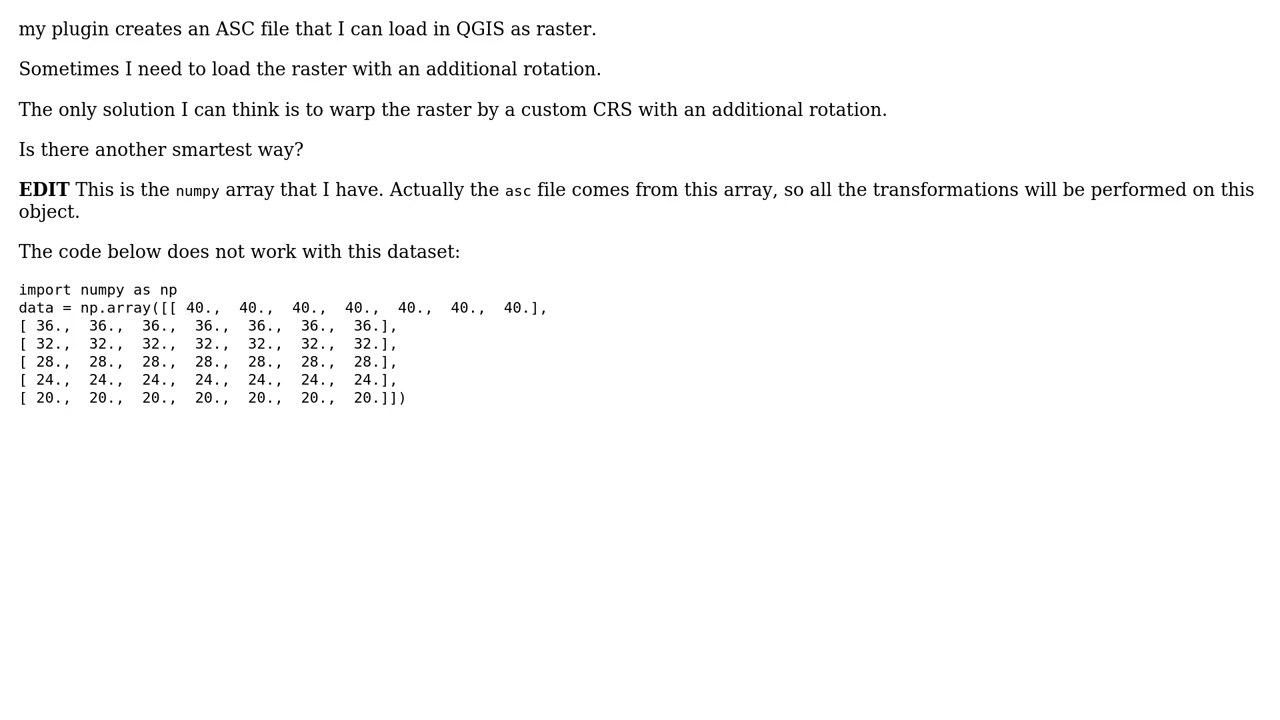 my plugin creates an ASC file that I can load in QGIS as raster.
Sometimes I need to load the raster with an additional rotation.
The only solution I can think is to warp the raster by a custom CRS with an additional rotation.
Is there another smartest way?
EDIT This is the numpy array that I have. Actually the asc file comes from this array, so all the transformations will be performed on this
object.
The code below does not work with this dataset:
import numpy as np
data = np.array([[ 40.,  40.,  40.,  40.,  40.,  40.,  40.],
[ 36.,  36.,  36.,  36.,  36.,  36.,  36.],
[ 32.,  32.,  32.,  32.,  32.,  32.,  32.],
[ 28.,  28.,  28.,  28.,  28.,  28.,  28.],
[ 24.,  24.,  24.,  24.,  24.,  24.,  24.],
[ 20.,  20.,  20.,  20.,  20.,  20.,  20.]])